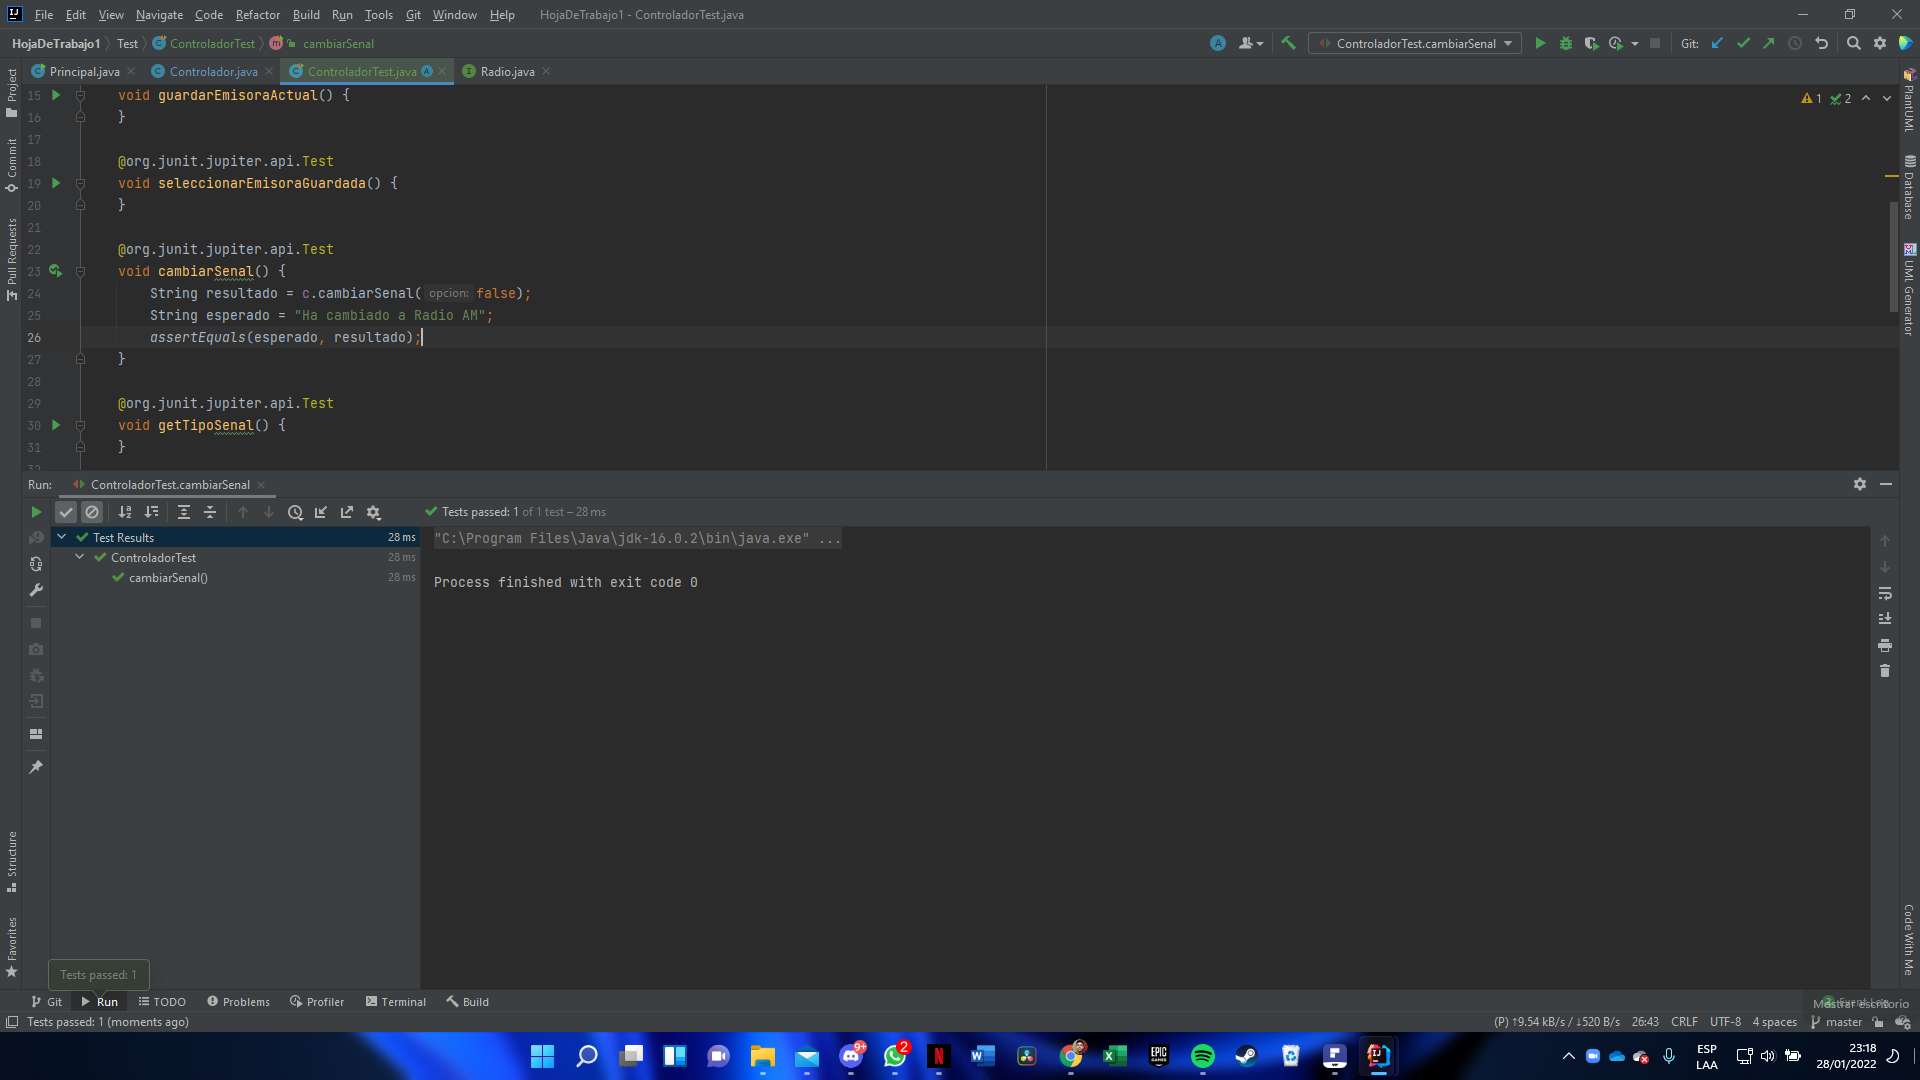 File Edit View Navigate Code Refactor Build Run Tools Git Window Help HojaDeTrabajo1 - ControladorTest.java
HojaDeTrabajo1 Test ControladorTest cambiarSenal
ControladorTest.cambiarSenal Git:
Principal.java Controlador.java ControladorTest.java Radio.java
15 void guardarEmisoraActual() {
16 }
17
18 @org.junit.jupiter.api.Test
19 void seleccionarEmisoraGuardada() {
20 }
21
22 @org.junit.jupiter.api.Test
23 void cambiarSenal() {
24 String resultado = c.cambiarSenal( opcion: false);
25 String esperado = "Ha cambiado a Radio AM";
26 assertEquals(esperado, resultado);
27 }
28
29 @org.junit.jupiter.api.Test
30 void getTipoSenal() {
31 }
32
1 2
Project
Commit
Pull Requests
Structure
Favorites
PlantUML
Database
UML Generator
Code With Me
Run: ControladorTest.cambiarSenal
Tests passed: 1 of 1 test – 28 ms
Test Results 28 ms
ControladorTest 28 ms
cambiarSenal() 28 ms
"C:\Program Files\Java\jdk-16.0.2\bin\java.exe" ...
Process finished with exit code 0
Tests passed: 1
Git Run TODO Problems Profiler Terminal Build
Mostrar escritorio
Tests passed: 1 (moments ago)
(P) ↑9.54 kB/s / ↓520 B/s 26:43 CRLF UTF-8 4 spaces master
9+ 2
ESP
LAA
23:18
28/01/2022